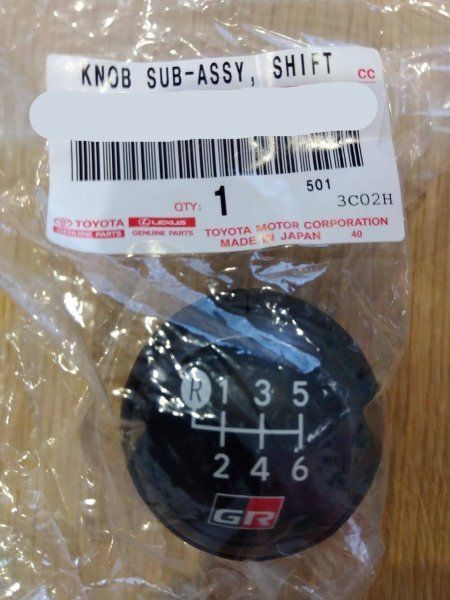 KNOB SUB-ASSY, SHIFT
CC
501
QTY: 1
3C02H
TOYOTA LEXUS
GENUINE PARTS GENUINE PARTS
TOYOTA MOTOR CORPORATION
MADE IN JAPAN 40
R 1 3 5
2 4 6
GR